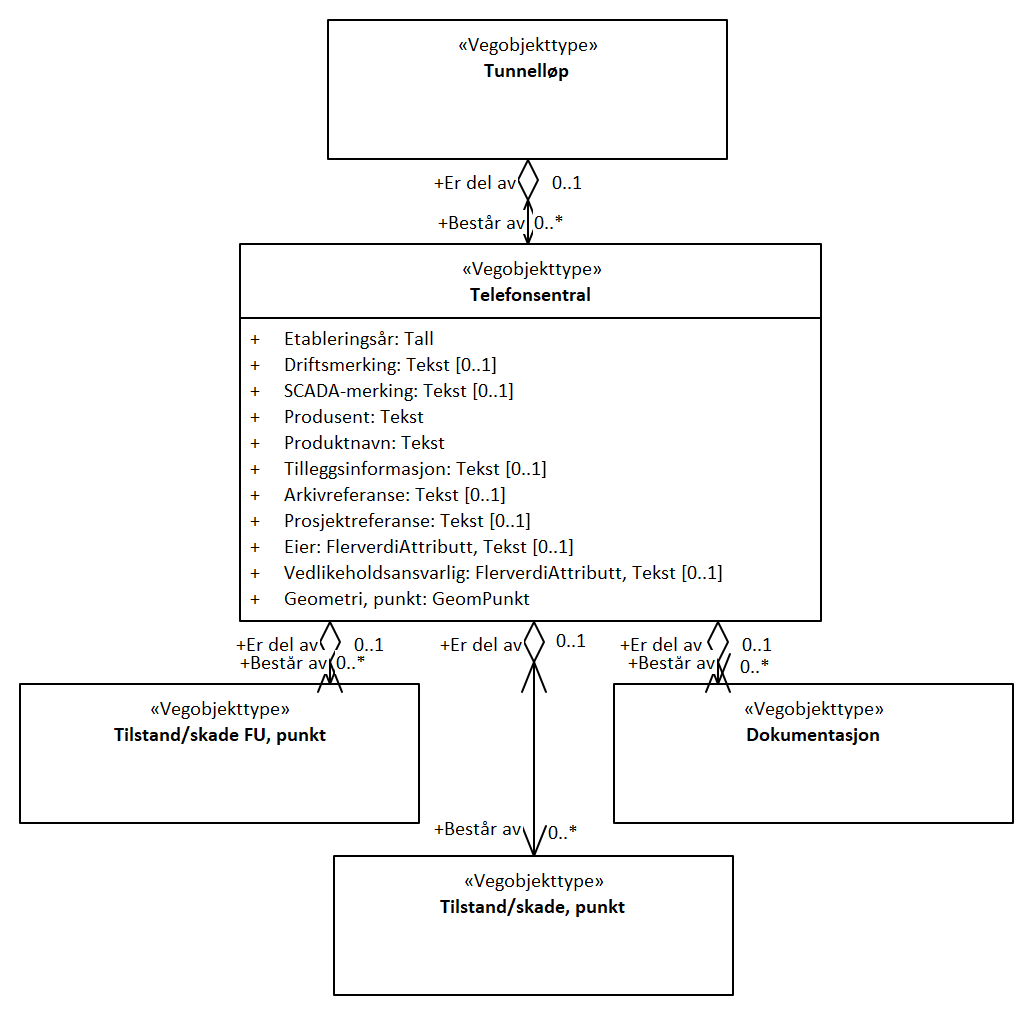 «Vegobjekttype»
Tunnelløp
+Er del av 0..1
+Består av 0..*
«Vegobjekttype»
Telefonsentral
+ Etableringsår: Tall
+ Driftsmerking: Tekst [0..1]
+ SCADA-merking: Tekst [0..1]
+ Produsent: Tekst
+ Produktnavn: Tekst
+ Tilleggsinformasjon: Tekst [0..1]
+ Arkivreferanse: Tekst [0..1]
+ Prosjektreferanse: Tekst [0..1]
+ Eier: FlerverdiAttributt, Tekst [0..1]
+ Vedlikeholdsansvarlig: FlerverdiAttributt, Tekst [0..1]
+ Geometri, punkt: GeomPunkt
+Er del av 0..1 +Er del av 0..1 +Er del av 0..1
+Består av 0..* +Består av 0..*
«Vegobjekttype» «Vegobjekttype»
Tilstand/skade FU, punkt Dokumentasjon
+Består av 0..*
«Vegobjekttype»
Tilstand/skade, punkt